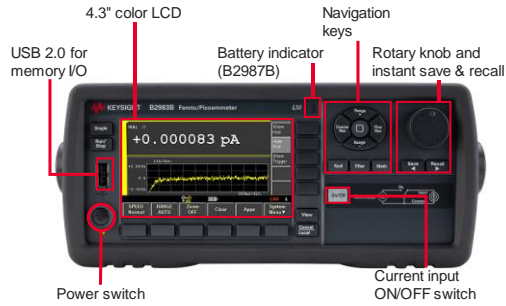 4.3" color LCD
Navigation
keys
USB 2.0 for
memory I/O
Battery indicator
(B2987B)
Rotary knob and
instant save & recall
KEYSIGHT B2983B Femto/Picoammeter
LXI
Single
Run/
Stop
+0.000083 pA
Show
Trigger
SPEED
Normal
RANGE
AUTO
Zoom
OFF
Clear
Apps
System
Menu▼
View
Cancel
Local
Range
Range
Null
Filter
Math
Save
Recall
On/Off
Power switch
Current input
ON/OFF switch